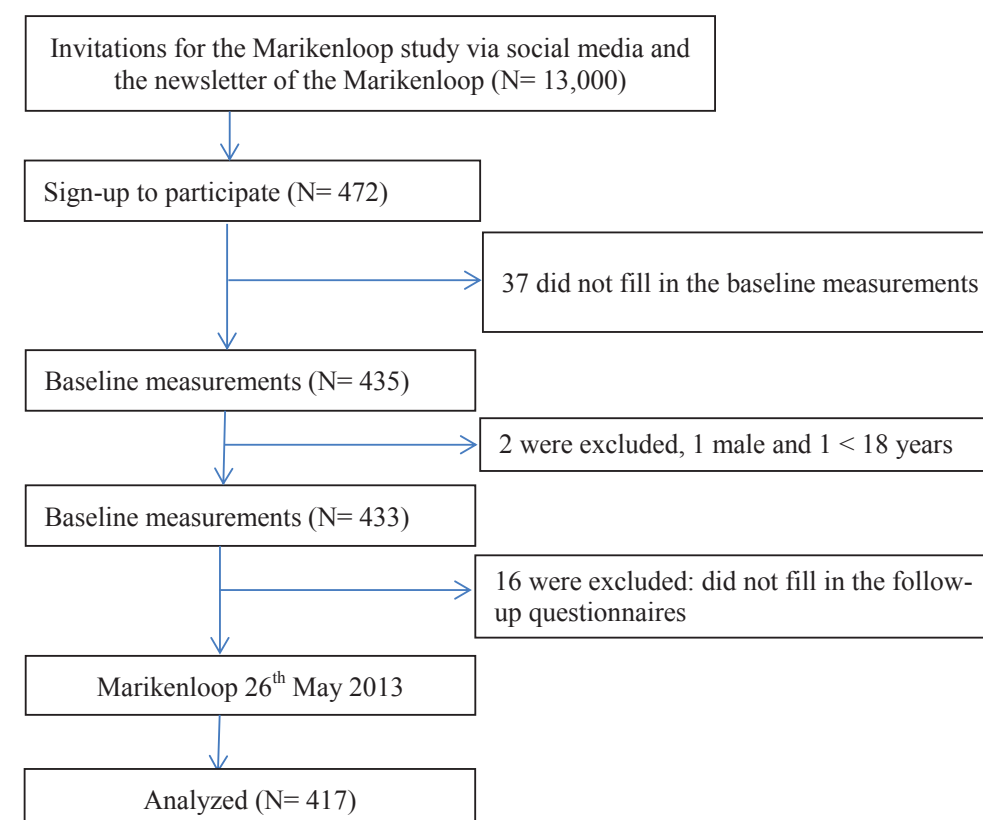 Invitations for the Marikenloop study via social media and
the newsletter of the Marikenloop (N= 13,000)
Sign-up to participate (N= 472)
37 did not fill in the baseline measurements
Baseline measurements (N= 435)
2 were excluded, 1 male and 1 < 18 years
Baseline measurements (N= 433)
16 were excluded: did not fill in the follow-
up questionnaires
Marikenloop 26th May 2013
Analyzed (N= 417)